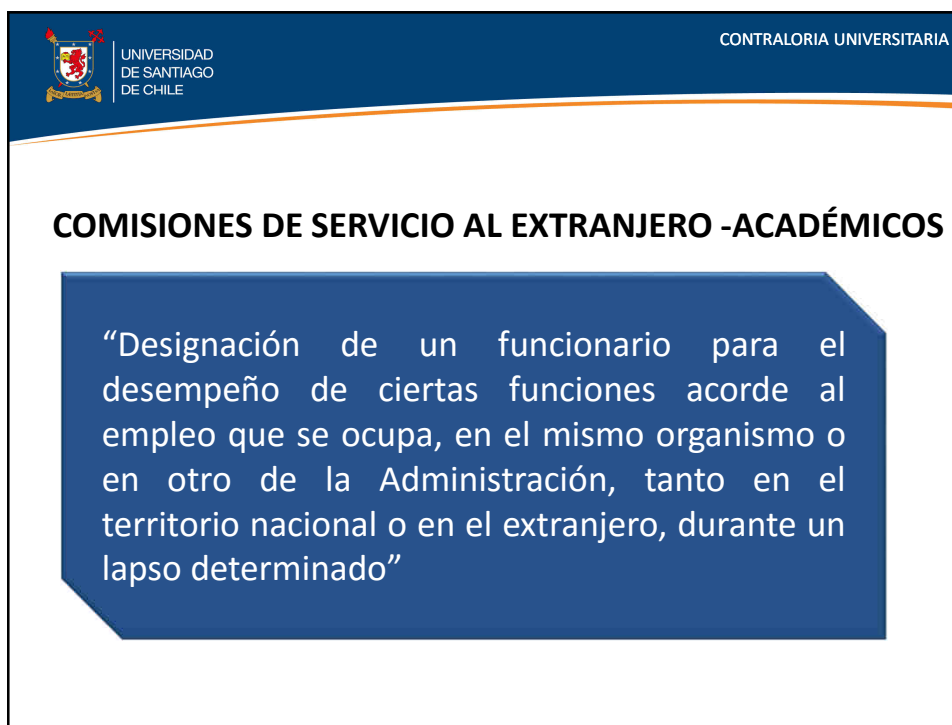 UNIVERSIDAD
DE SANTIAGO
DE CHILE
CONTRALORIA UNIVERSITARIA
COMISIONES DE SERVICIO AL EXTRANJERO -ACADÉMICOS
“Designación de un funcionario para el
desempeño de ciertas funciones acorde al
empleo que se ocupa, en el mismo organismo o
en otro de la Administración, tanto en el
territorio nacional o en el extranjero, durante un
lapso determinado”